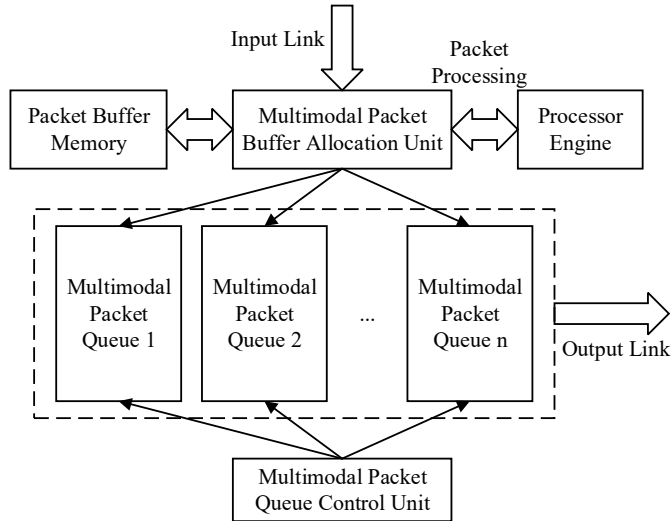 Input Link
Packet
Processing
Packet Buffer
Memory
Multimodal Packet
Buffer Allocation Unit
Processor
Engine
Multimodal
Packet
Queue 1
Multimodal
Packet
Queue 2
...
Multimodal
Packet
Queue n
Output Link
Multimodal Packet
Queue Control Unit